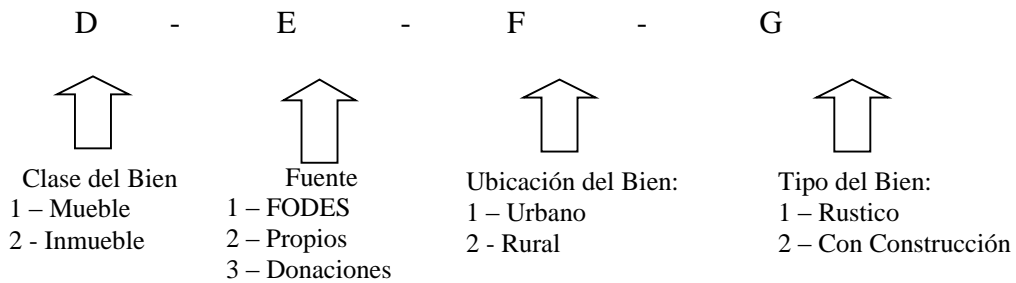 D - E - F - G
Clase del Bien
1 – Mueble
2 - Inmueble
Fuente
1 – FODES
2 – Propios
3 – Donaciones
Ubicación del Bien:
1 – Urbano
2 - Rural
Tipo del Bien:
1 – Rustico
2 – Con Construcción